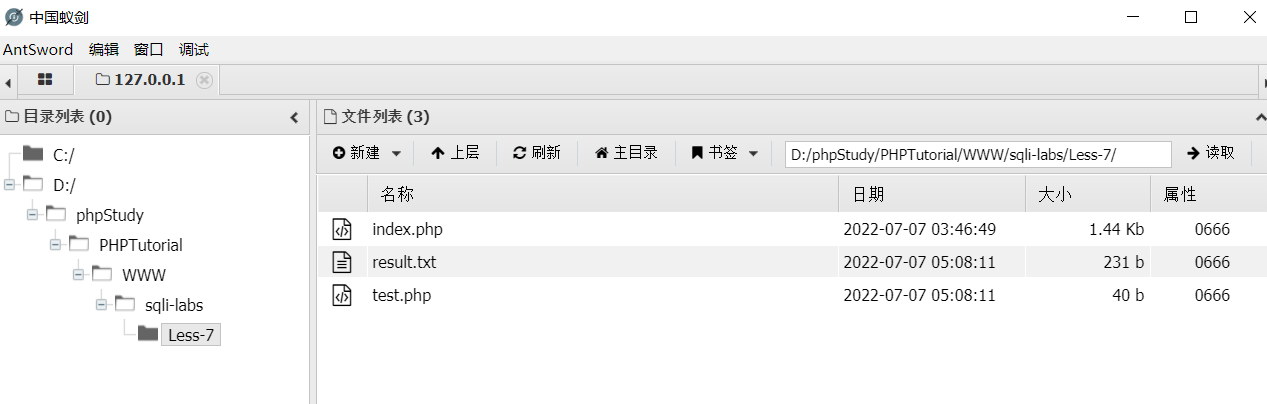 中国蚁剑
AntSword 编辑 窗口 调试
127.0.0.1
目录列表 (0)
C:/
D:/
phpStudy
PHPTutorial
WWW
sqli-labs
Less-7
文件列表 (3)
新建 上层 刷新 主目录 书签 D:/phpStudy/PHPTutorial/WWW/sqli-labs/Less-7/ 读取
名称 日期 大小 属性
index.php 2022-07-07 03:46:49 1.44 Kb 0666
result.txt 2022-07-07 05:08:11 231 b 0666
test.php 2022-07-07 05:08:11 40 b 0666